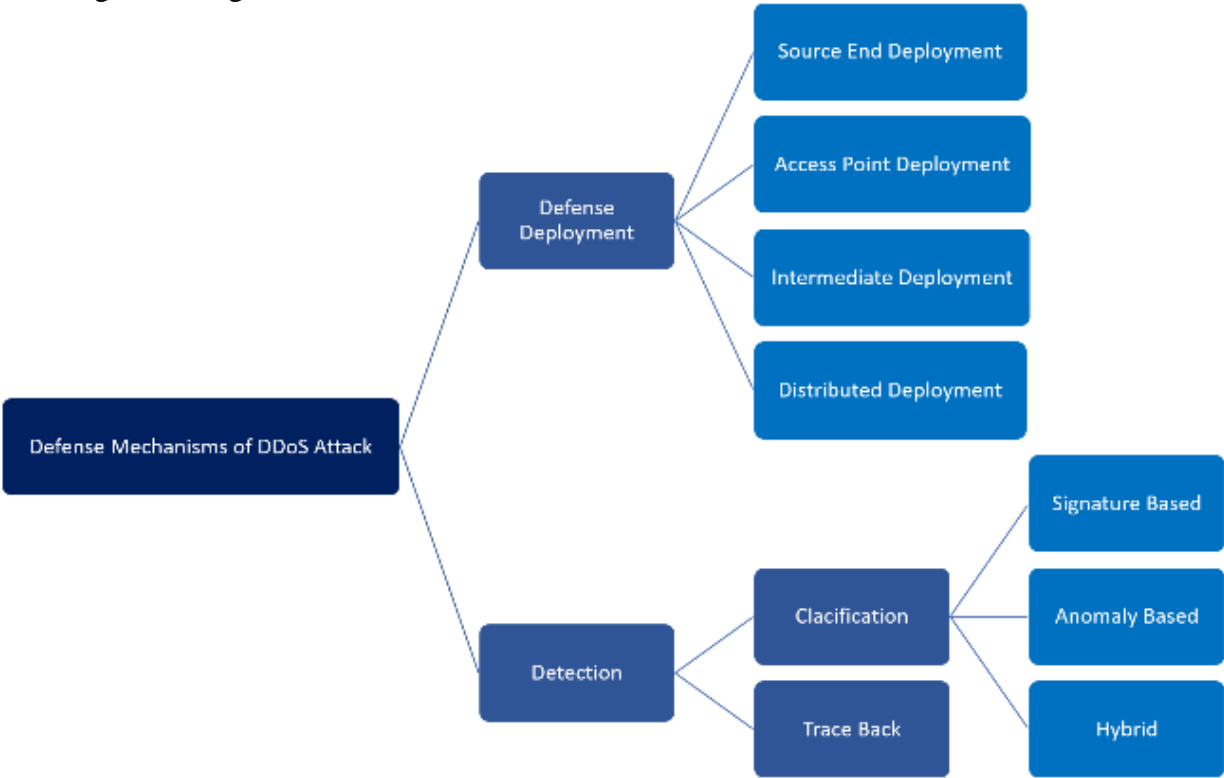 Source End Deployment
Access Point Deployment
Defense
Deployment
Intermediate Deployment
Distributed Deployment
Defense Mechanisms of DDoS Attack
Signature Based
Clacification
Anomaly Based
Detection
Trace Back
Hybrid